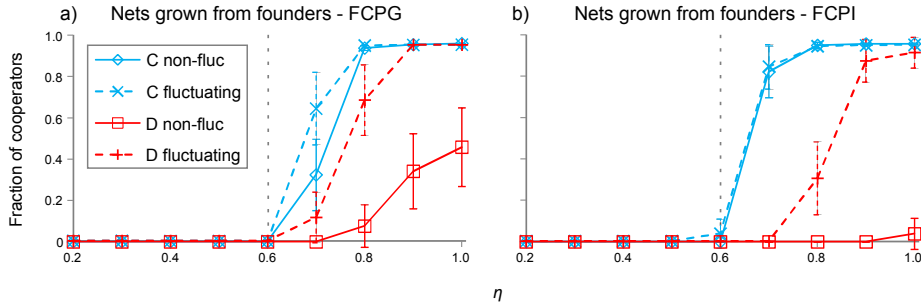 a) Nets grown from founders - FCPG
b) Nets grown from founders - FCPI
Fraction of cooperators
1.0
0.8
0.6
0.4
0.2
0
C non-fluc
C fluctuating
D non-fluc
D fluctuating
0.2 0.4 0.6 0.8 1.0
1.0
0.8
0.6
0.4
0.2
0
0.2 0.4 0.6 0.8 1.0
η